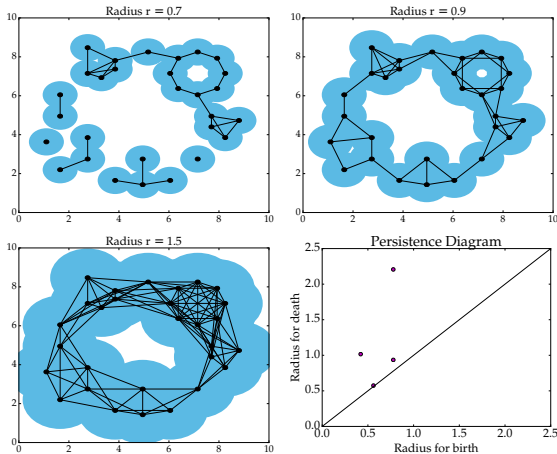 Radius r = 0.7
10
8
6
4
2
0
0 2 4 6 8 10
Radius r = 0.9
10
8
6
4
2
0
0 2 4 6 8 10
Radius r = 1.5
10
8
6
4
2
0
0 2 4 6 8 10
Persistence Diagram
Radius for death
2.5
2.0
1.5
1.0
0.5
0.0
0.0 0.5 1.0 1.5 2.0 2.5
Radius for birth